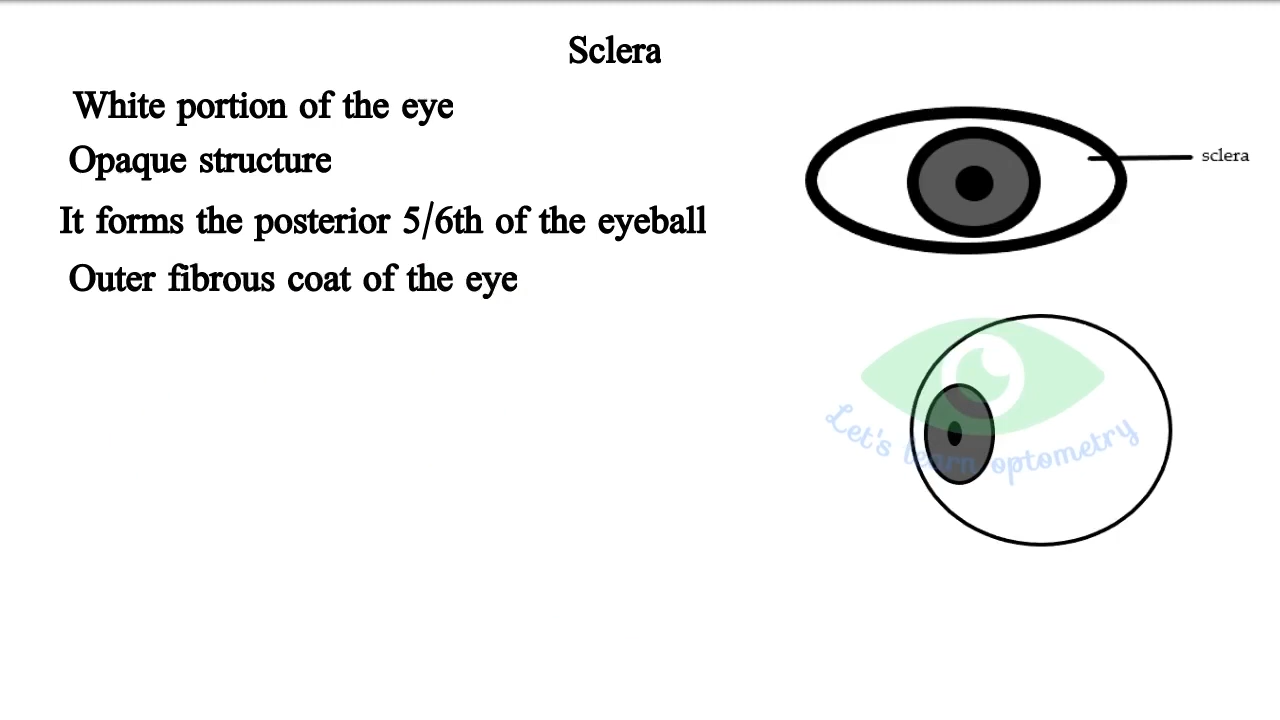 Sclera
White portion of the eye
Opaque structure
It forms the posterior 5/6th of the eyeball
Outer fibrous coat of the eye
sclera
Let's learn optometry